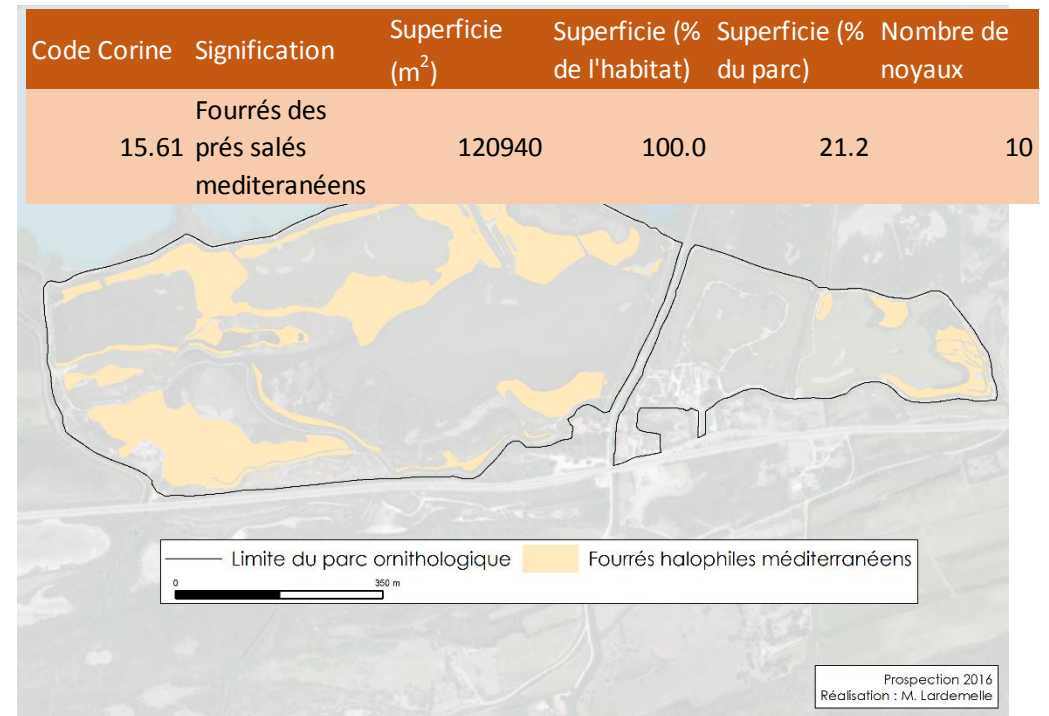 Code Corine Signification Superficie (m²) Superficie (% de l'habitat) Superficie (% du parc) Nombre de noyaux
15.61 Fourrés des prés salés mediteranéens 120940 100.0 21.2 10
Limite du parc ornithologique Fourrés halophiles méditerranéens
0 350 m
Prospection 2016
Réalisation : M. Lardemelle